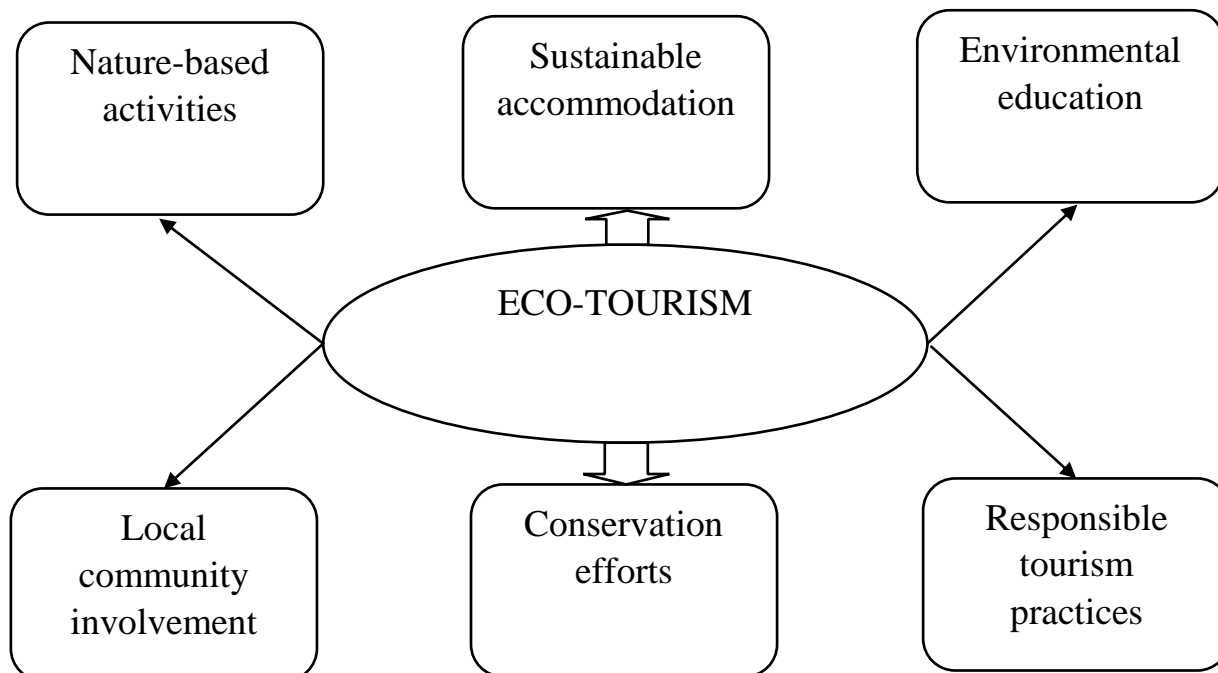 Nature-based
activities
Sustainable
accommodation
Environmental
education
ECO-TOURISM
Local
community
involvement
Conservation
efforts
Responsible
tourism
practices